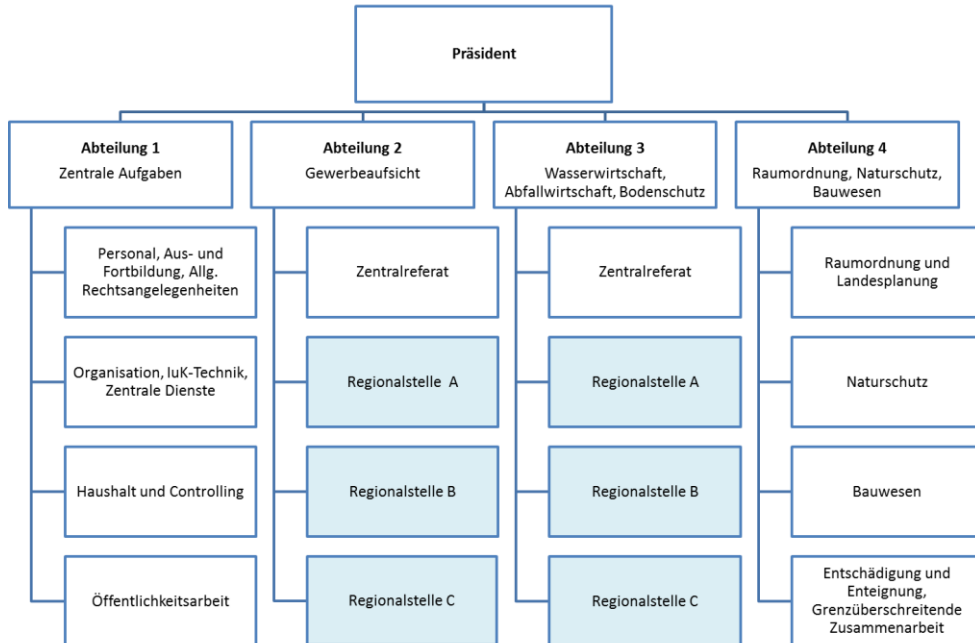 Präsident
Abteilung 1
Zentrale Aufgaben
Abteilung 2
Gewerbeaufsicht
Abteilung 3
Wasserwirtschaft,
Abfallwirtschaft, Bodenschutz
Abteilung 4
Raumordnung, Naturschutz,
Bauwesen
Personal, Aus- und
Fortbildung, Allg.
Rechtsangelegenheiten
Organisation, IuK-Technik,
Zentrale Dienste
Haushalt und Controlling
Öffentlichkeitsarbeit
Zentralreferat
Regionalstelle A
Regionalstelle B
Regionalstelle C
Zentralreferat
Regionalstelle A
Regionalstelle B
Regionalstelle C
Raumordnung und
Landesplanung
Naturschutz
Bauwesen
Entschädigung und
Enteignung,
Grenzüberschreitende
Zusammenarbeit